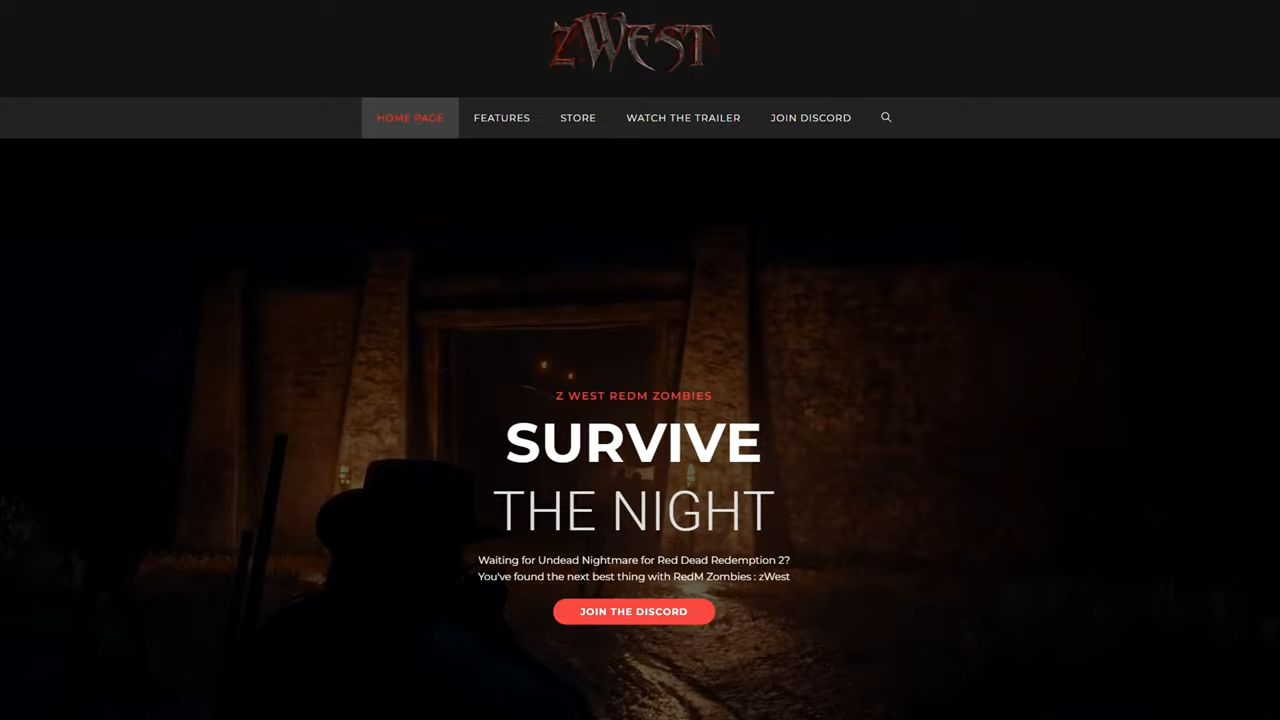 ZWEST
HOME PAGE FEATURES STORE WATCH THE TRAILER JOIN DISCORD
Z WEST REDM ZOMBIES
SURVIVE
THE NIGHT
Waiting for Undead Nightmare for Red Dead Redemption 2?
You've found the next best thing with RedM Zombies : zWest
JOIN THE DISCORD